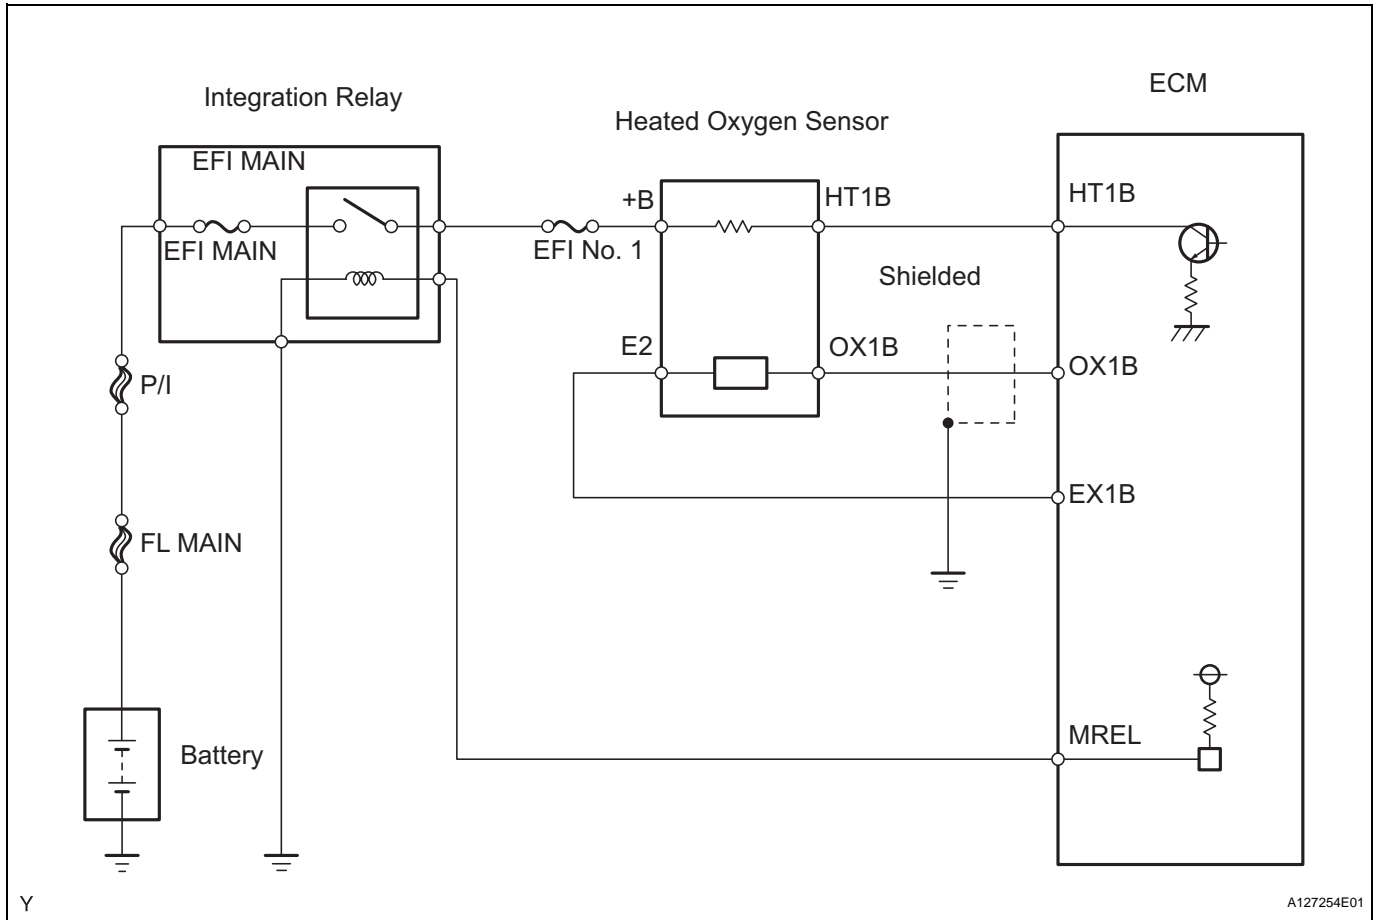 ECM
Integration Relay
Heated Oxygen Sensor
EFI MAIN
+B
HT1B
HT1B
EFI MAIN
EFI No. 1
Shielded
E2
OX1B
OX1B
P/I
EX1B
FL MAIN
MREL
Battery
Y
A127254E01